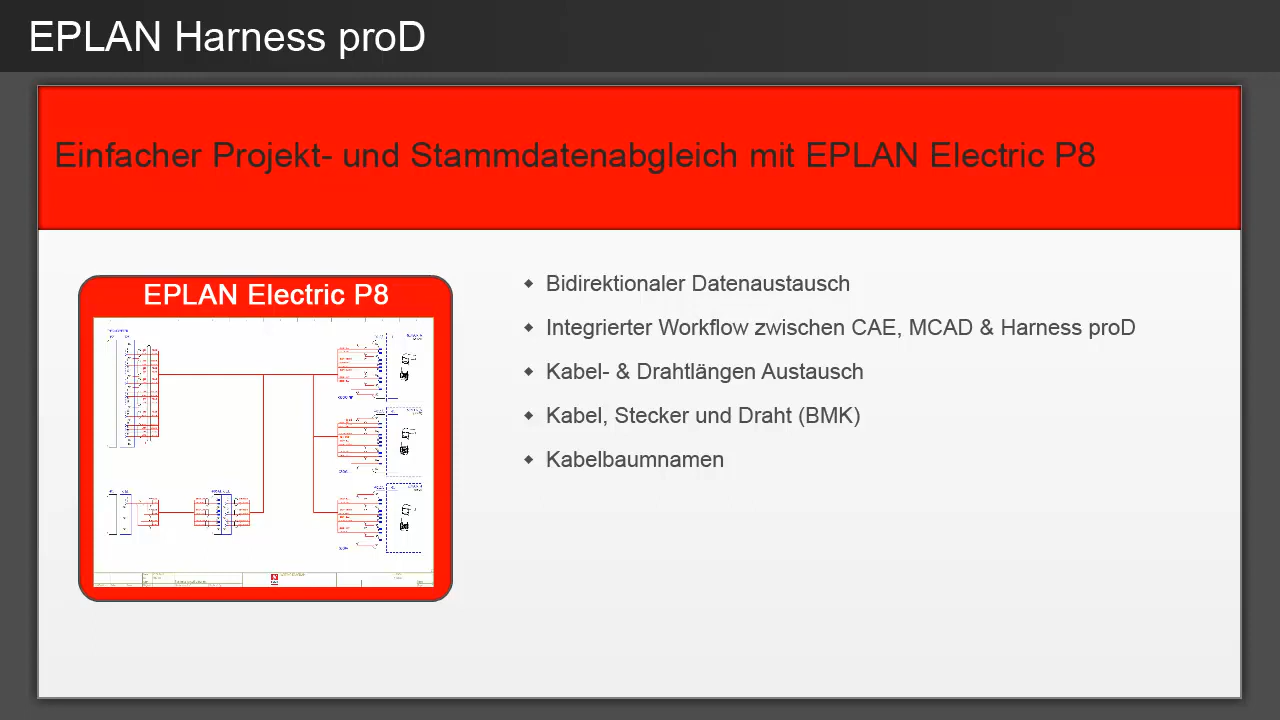 EPLAN Harness proD
Einfacher Projekt- und Stammdatenabgleich mit EPLAN Electric P8
EPLAN Electric P8
Bidirektionaler Datenaustausch
Integrierter Workflow zwischen CAE, MCAD & Harness proD
Kabel- & Drahtlängen Austausch
Kabel, Stecker und Draht (BMK)
Kabelbaumnamen